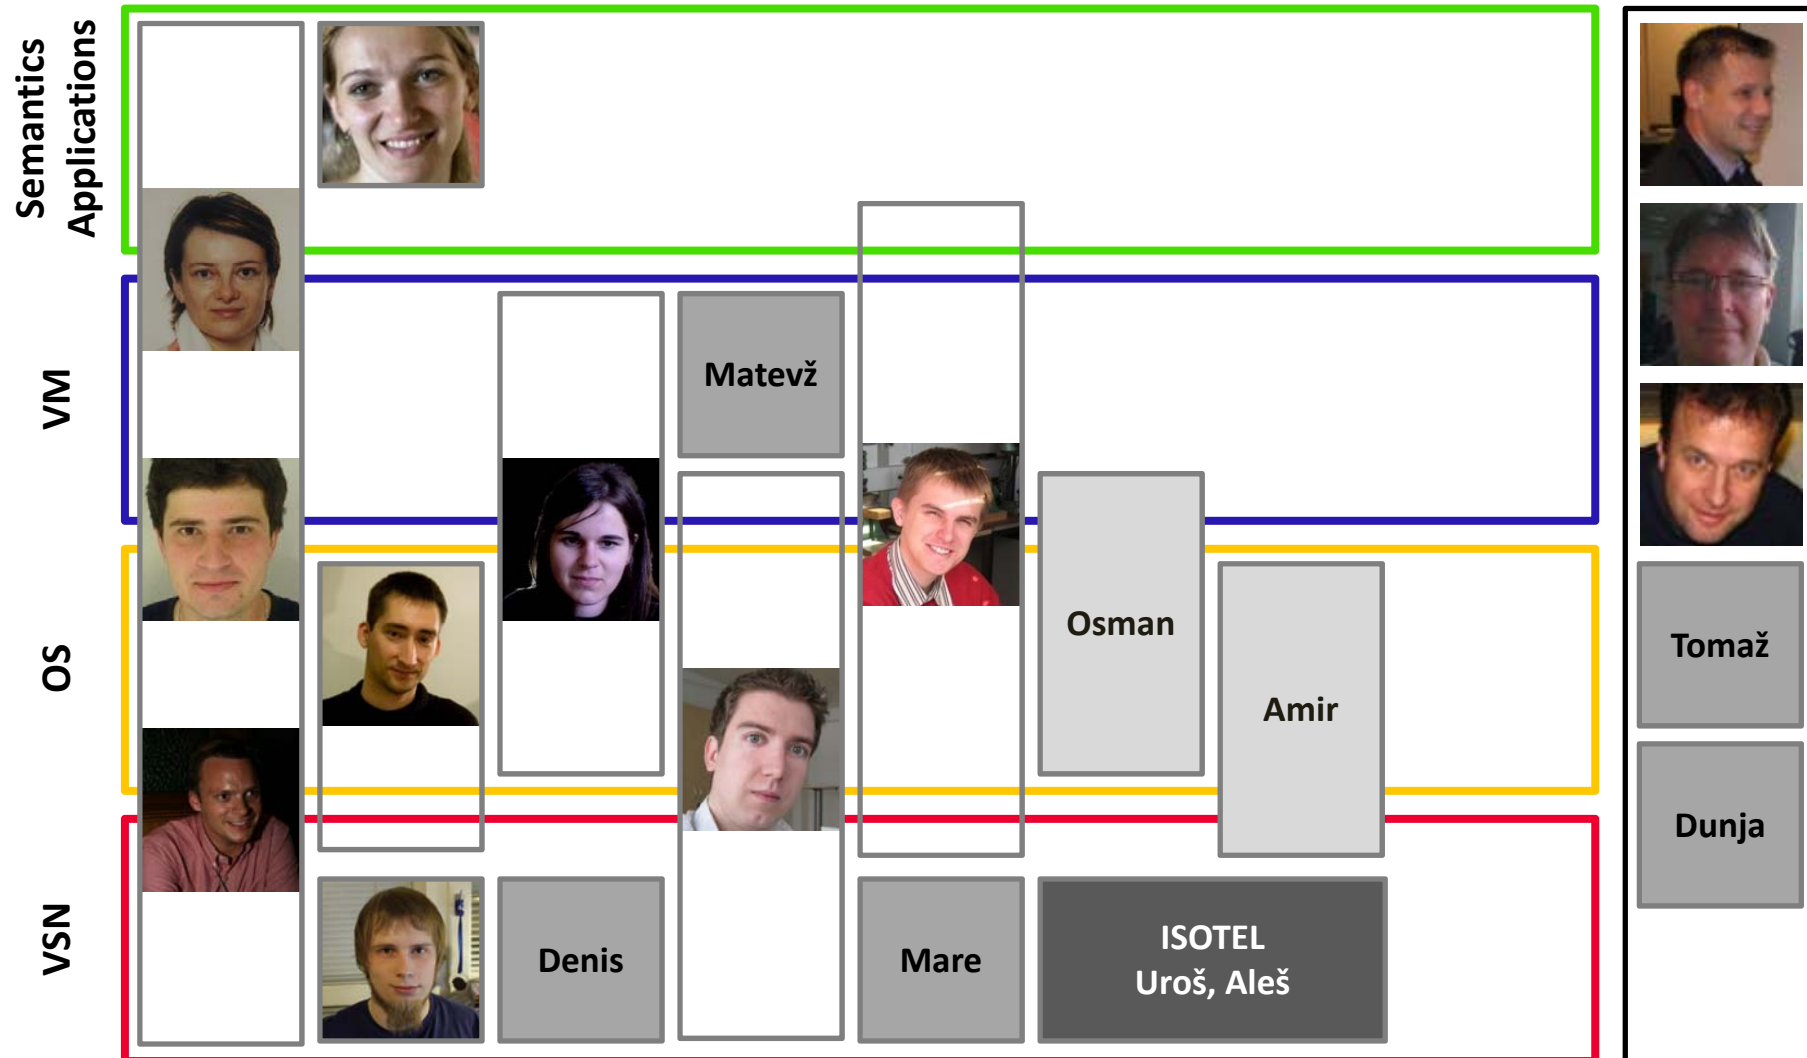 Semantics
Applications
VM
Matevž
OS
Osman
Amir
Tomaž
Dunja
VSN
Denis
Mare
ISOTEL
Uroš, Aleš